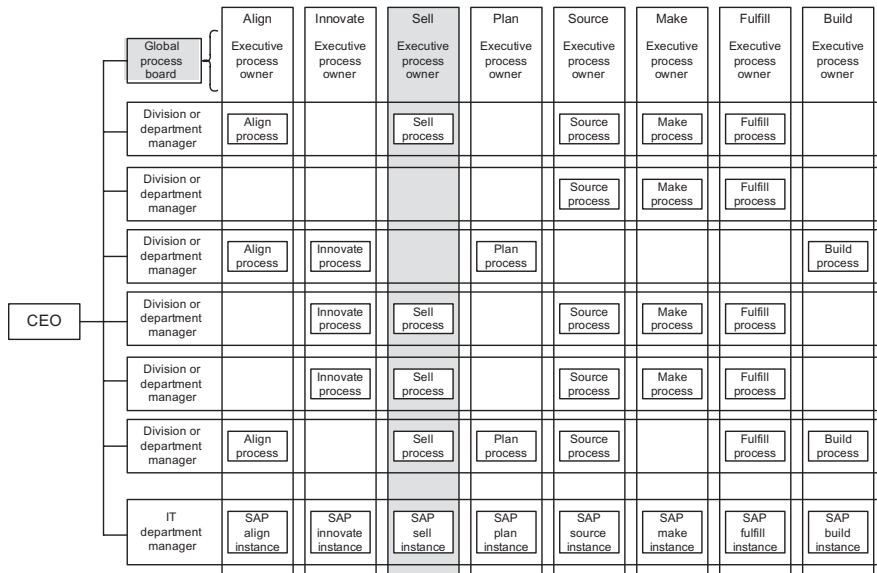 Align
Innovate
Sell
Plan
Source
Make
Fulfill
Build
Global
process
board
Executive
process
owner
Executive
process
owner
Executive
process
owner
Executive
process
owner
Executive
process
owner
Executive
process
owner
Executive
process
owner
Executive
process
owner
Division or
department
manager
Align
process
Sell
process
Source
process
Make
process
Fulfill
process
Division or
department
manager
Source
process
Make
process
Fulfill
process
Division or
department
manager
Align
process
Innovate
process
Plan
process
Build
process
CEO
Division or
department
manager
Innovate
process
Sell
process
Source
process
Make
process
Fulfill
process
Division or
department
manager
Innovate
process
Sell
process
Source
process
Make
process
Fulfill
process
Division or
department
manager
Align
process
Sell
process
Plan
process
Source
process
Fulfill
process
Build
process
IT
department
manager
SAP
align
instance
SAP
innovate
instance
SAP
sell
instance
SAP
plan
instance
SAP
source
instance
SAP
make
instance
SAP
fulfill
instance
SAP
build
instance